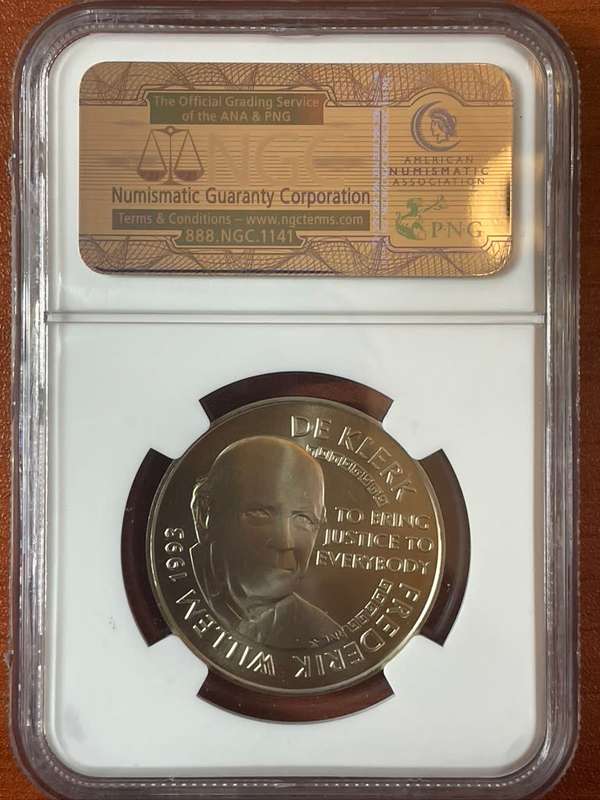 The Official Grading Service
of the ANA & PNG
NGC
Numismatic Guaranty Corporation
Terms & Conditions – www.ngcterms.com
888.NGC.1141
AMERICAN
NUMISMATIC
ASSOCIATION
PNG
DE KLERK
TO BRING
JUSTICE TO
EVERYBODY
FREDERIK WILLEM 1993